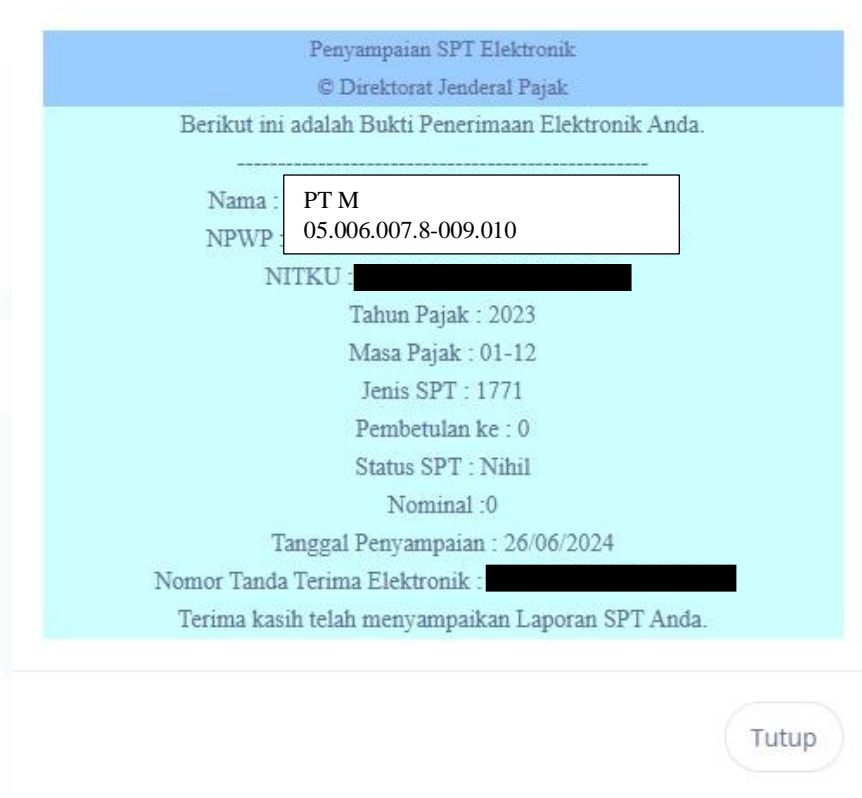 Penyampaian SPT Elektronik
© Direktorat Jenderal Pajak
Berikut ini adalah Bukti Penerimaan Elektronik Anda.
--------------------------------------------------
Nama : PT M
NPWP : 05.006.007.8-009.010
NITKU :
Tahun Pajak : 2023
Masa Pajak : 01-12
Jenis SPT : 1771
Pembetulan ke : 0
Status SPT : Nihil
Nominal :0
Tanggal Penyampaian : 26/06/2024
Nomor Tanda Terima Elektronik :
Terima kasih telah menyampaikan Laporan SPT Anda.
Tutup